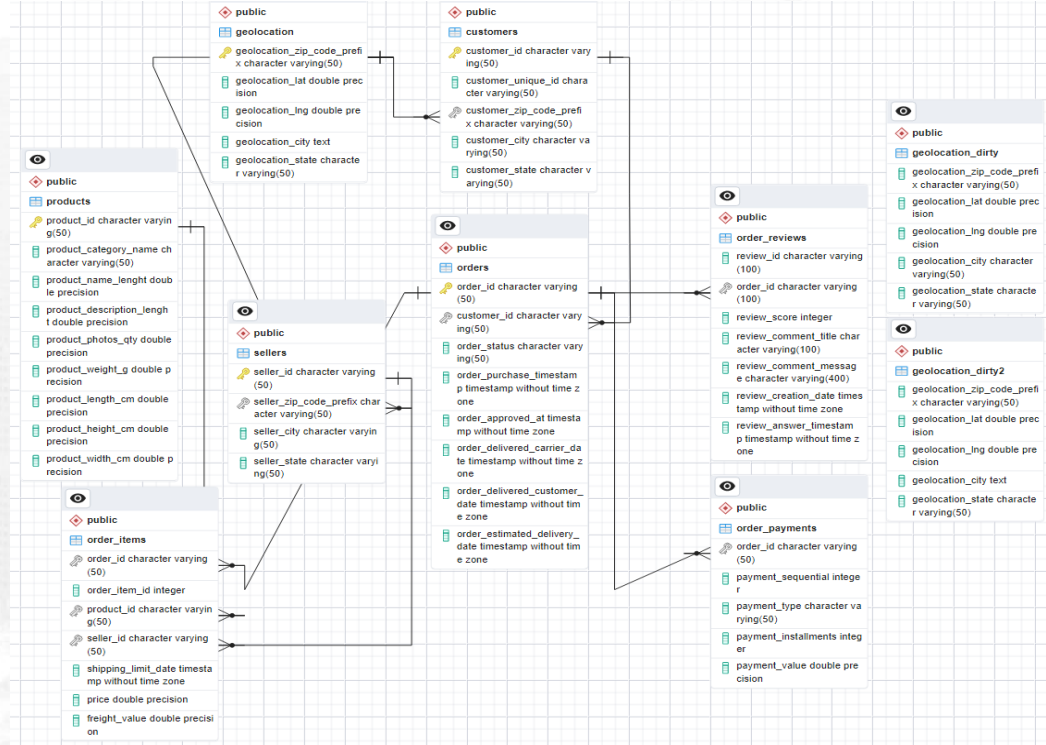 public
geolocation
geolocation_zip_code_prefi
x character varying(50)
geolocation_lat double prec
ision
geolocation_lng double pre
cision
geolocation_city text
geolocation_state characte
r varying(50)
public
customers
customer_id character vary
ing(50)
customer_unique_id chara
cter varying(50)
customer_zip_code_prefi
x character varying(50)
customer_city character va
rying(50)
customer_state character v
arying(50)
public
products
product_id character varyin
g(50)
product_category_name ch
aracter varying(50)
product_name_lenght doub
le precision
product_description_lengh
t double precision
product_photos_qty double
precision
product_weight_g double p
recision
product_length_cm double
precision
product_height_cm double
precision
product_width_cm double p
recision
public
sellers
seller_id character varying
(50)
seller_zip_code_prefix char
acter varying(50)
seller_city character varyin
g(50)
seller_state character varyi
ng(50)
public
orders
order_id character varying
(50)
customer_id character vary
ing(50)
order_status character vary
ing(50)
order_purchase_timestam
p timestamp without time z
one
order_approved_at timesta
mp without time zone
order_delivered_carrier_da
te timestamp without time z
one
order_delivered_customer_
date timestamp without tim
e zone
order_estimated_delivery_
date timestamp without tim
e zone
public
order_reviews
review_id character varying
(100)
order_id character varying
(100)
review_score integer
review_comment_title char
acter varying(100)
review_comment_messag
e character varying(400)
review_creation_date times
tamp without time zone
review_answer_timestam
p timestamp without time z
one
public
geolocation_dirty
geolocation_zip_code_prefi
x character varying(50)
geolocation_lat double prec
ision
geolocation_lng double pre
cision
geolocation_city character
varying(50)
geolocation_state characte
r varying(50)
public
geolocation_dirty2
geolocation_zip_code_prefi
x character varying(50)
geolocation_lat double prec
ision
geolocation_lng double pre
cision
geolocation_city text
geolocation_state characte
r varying(50)
public
order_items
order_id character varying
(50)
order_item_id integer
product_id character varyin
g(50)
seller_id character varying
(50)
shipping_limit_date timesta
mp without time zone
price double precision
freight_value double precisi
on
public
order_payments
order_id character varying
(50)
payment_sequential intege
r
payment_type character va
rying(50)
payment_installments integ
er
payment_value double pre
cision